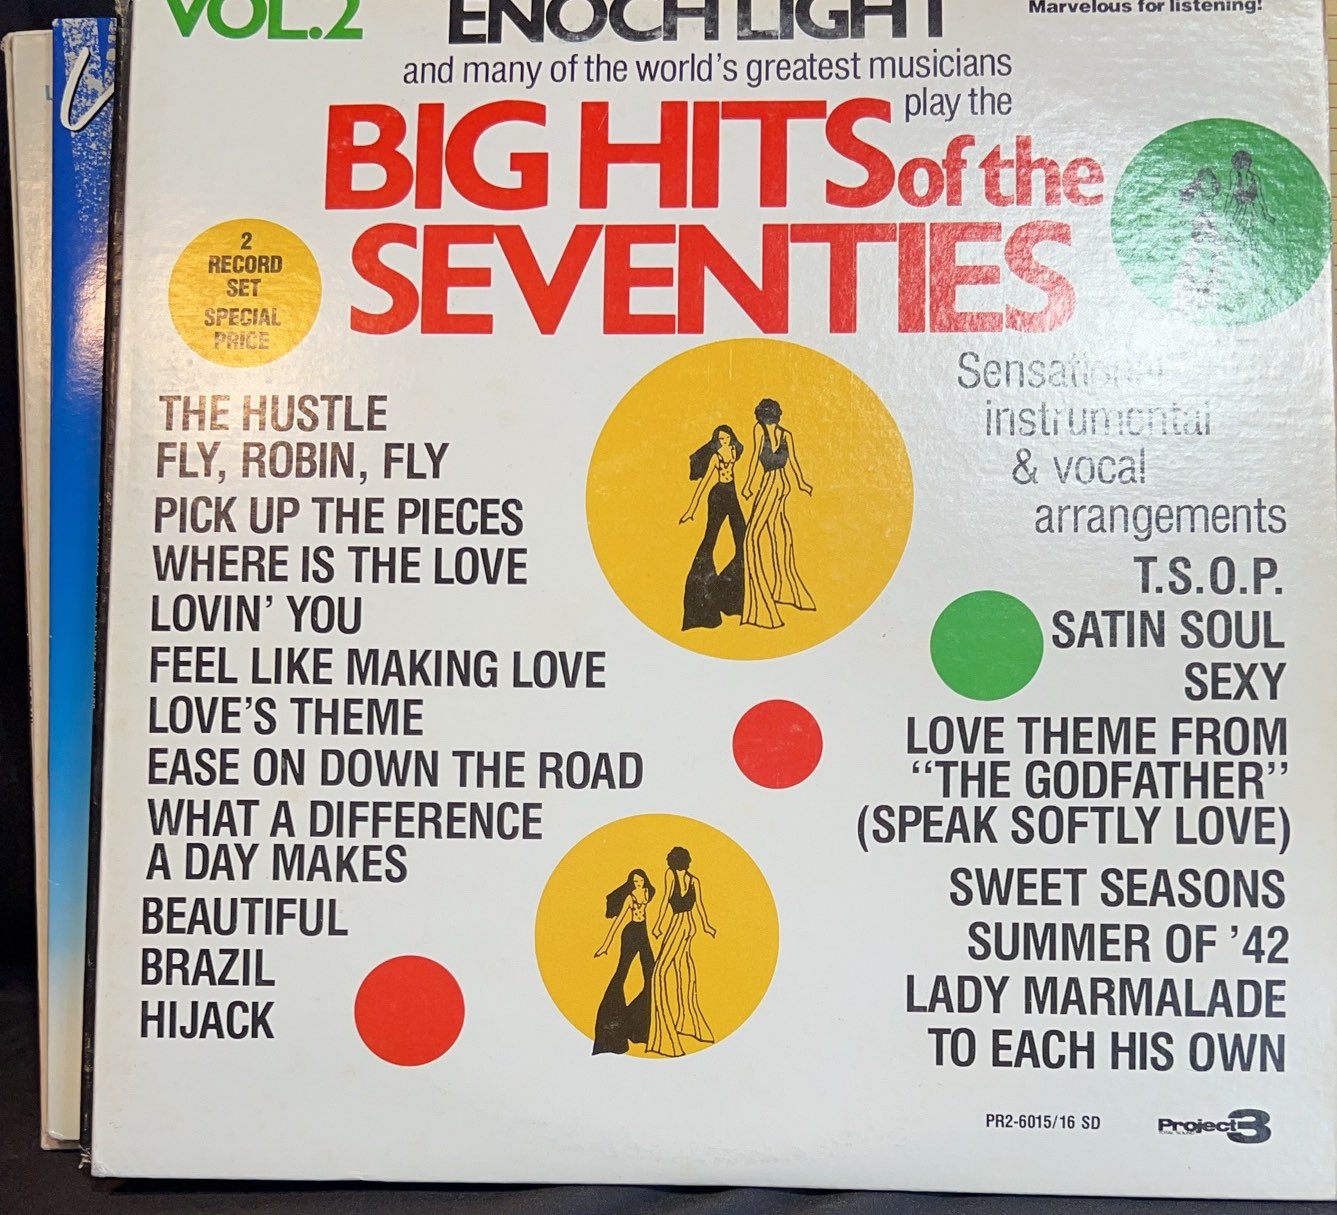 VOL.2
ENOCH LIGHT
Marvelous for listening!
and many of the world's greatest musicians
play the
BIG HITS of the
SEVENTIES
2
RECORD
SET
SPECIAL
PRICE
Sensational
instrumental
& vocal
arrangements
THE HUSTLE
FLY, ROBIN, FLY
PICK UP THE PIECES
WHERE IS THE LOVE
LOVIN' YOU
FEEL LIKE MAKING LOVE
LOVE'S THEME
EASE ON DOWN THE ROAD
WHAT A DIFFERENCE
A DAY MAKES
BEAUTIFUL
BRAZIL
HIJACK
T.S.O.P.
SATIN SOUL
SEXY
LOVE THEME FROM
"THE GODFATHER"
(SPEAK SOFTLY LOVE)
SWEET SEASONS
SUMMER OF '42
LADY MARMALADE
TO EACH HIS OWN
PR2-6015/16 SD
Project 3